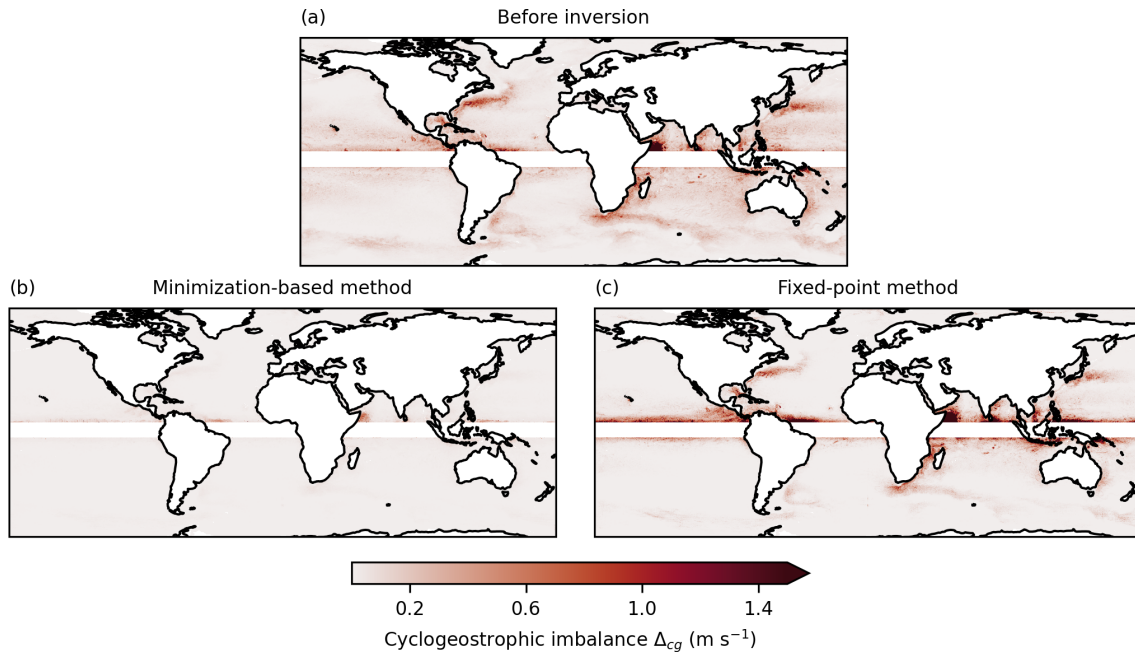 (a) Before inversion
(b) Minimization-based method
(c) Fixed-point method
0.2 0.6 1.0 1.4
Cyclogeostrophic imbalance Δcg (m s⁻¹)